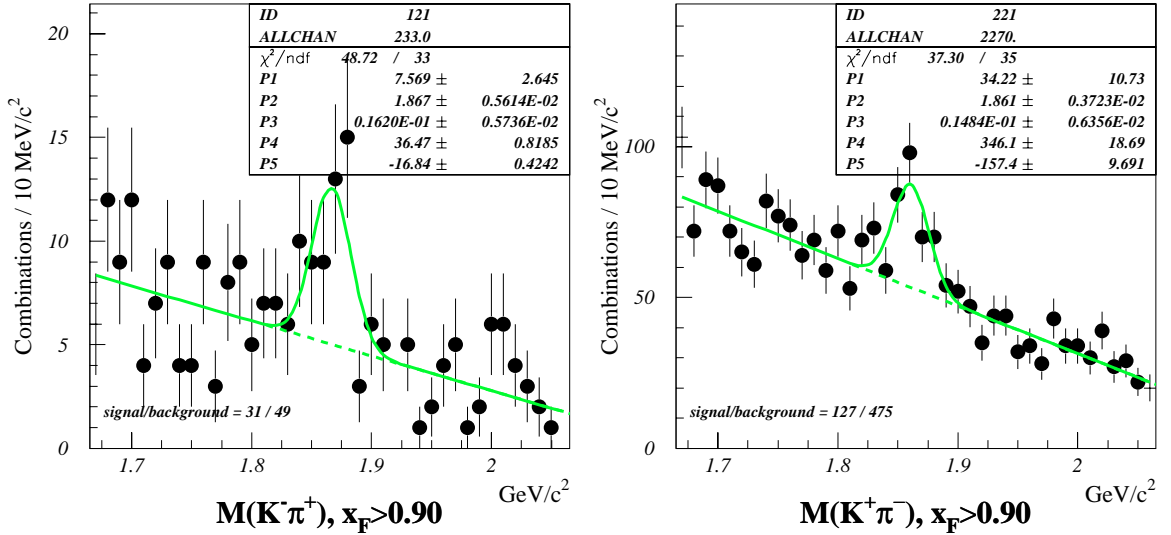 Combinations / 10 MeV/c²
20
15
10
5
0
ID 121
ALLCHAN 233.0
χ²/ndf 48.72 / 33
P1 7.569 ± 2.645
P2 1.867 ± 0.5614E-02
P3 0.1620E-01 ± 0.5736E-02
P4 36.47 ± 0.8185
P5 -16.84 ± 0.4242
signal/background = 31 / 49
1.7 1.8 1.9 2
GeV/c²
M(K⁻π⁺), x_F>0.90
Combinations / 10 MeV/c²
100
50
0
ID 221
ALLCHAN 2270.
χ²/ndf 37.30 / 35
P1 34.22 ± 10.73
P2 1.861 ± 0.3723E-02
P3 0.1484E-01 ± 0.6356E-02
P4 346.1 ± 18.69
P5 -157.4 ± 9.691
signal/background = 127 / 475
1.7 1.8 1.9 2
GeV/c²
M(K⁺π⁻), x_F>0.90